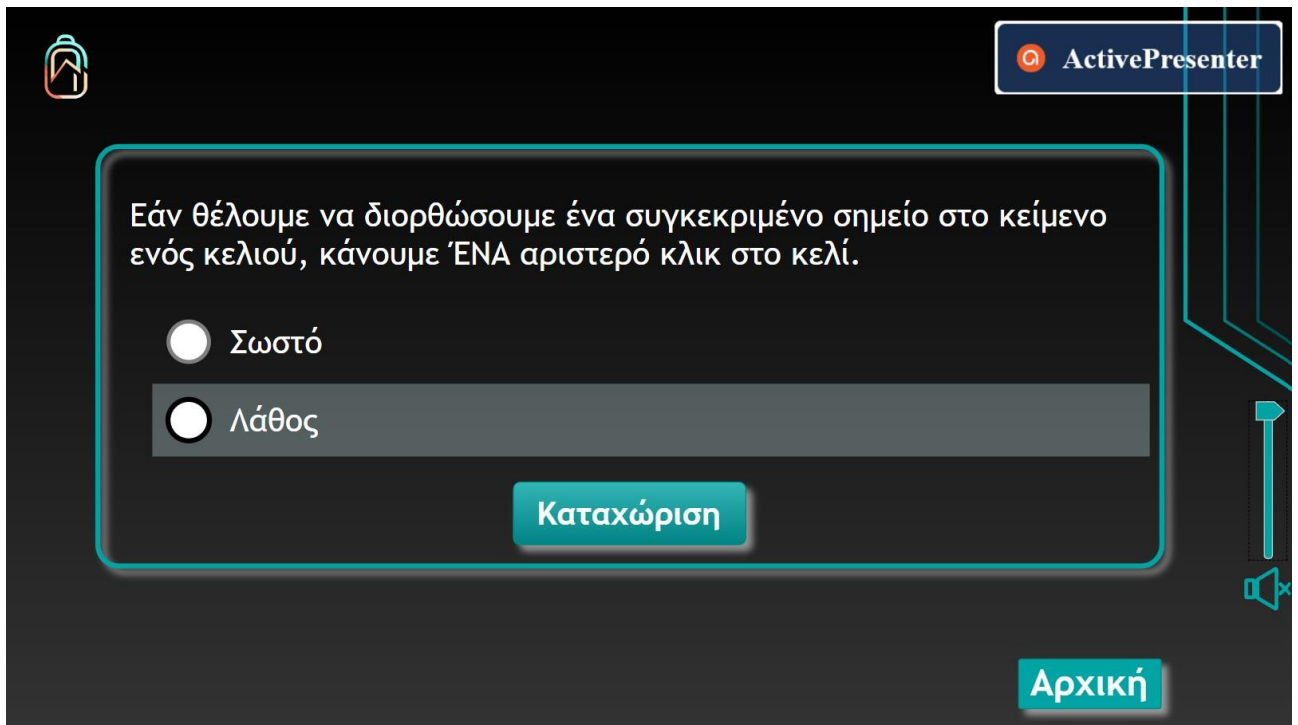 ActivePresenter
Εάν θέλουμε να διορθώσουμε ένα συγκεκριμένο σημείο στο κείμενο
ενός κελιού, κάνουμε ΈΝΑ αριστερό κλικ στο κελί.
Σωστό
Λάθος
Καταχώριση
Αρχική